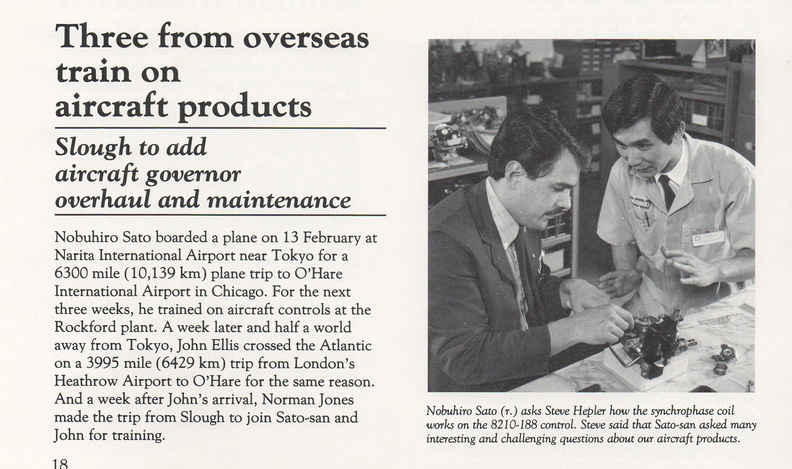 Three from overseas
train on
aircraft products
Slough to add
aircraft governor
overhaul and maintenance
Nobuhiro Sato boarded a plane on 13 February at
Narita International Airport near Tokyo for a
6300 mile (10,139 km) plane trip to O'Hare
International Airport in Chicago. For the next
three weeks, he trained on aircraft controls at the
Rockford plant. A week later and half a world
away from Tokyo, John Ellis crossed the Atlantic
on a 3995 mile (6429 km) trip from London's
Heathrow Airport to O'Hare for the same reason.
And a week after John's arrival, Norman Jones
made the trip from Slough to join Sato-san and
John for training.
18
Nobuhiro Sato (r.) asks Steve Hepler how the synchrophase coil
works on the 8210-188 control. Steve said that Sato-san asked many
interesting and challenging questions about our aircraft products.